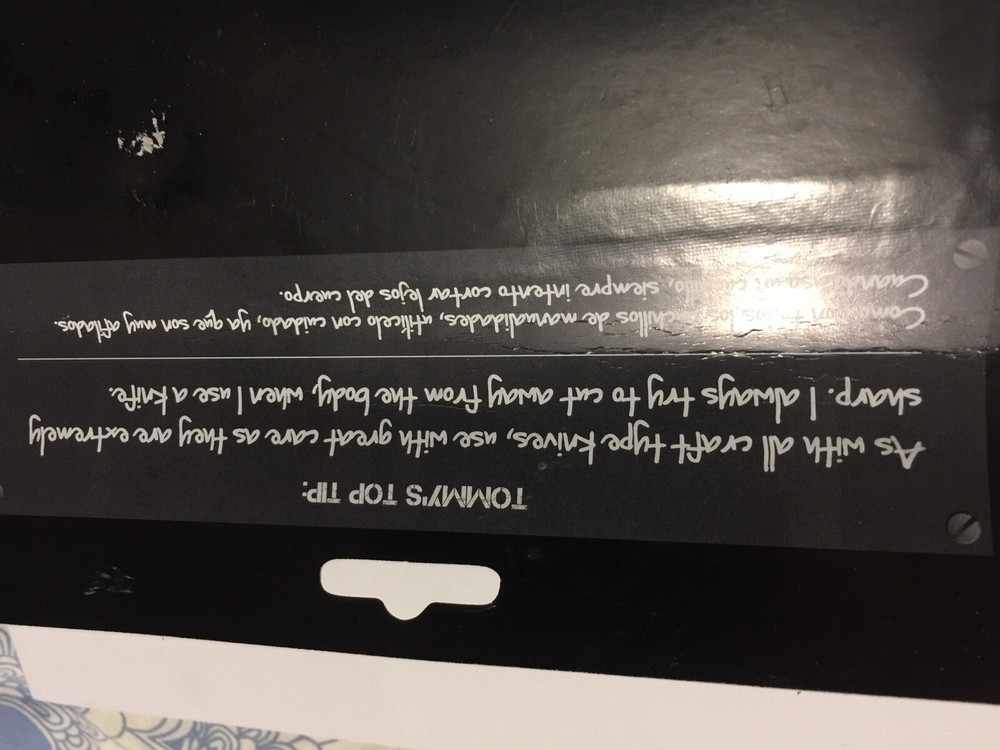 TOMMY'S TOP TIP:
As with all craft type knives, use with great care as they are extremely
sharp. I always try to cut away from the body, when I use a knife.
Como con todos los cuchillos de manualidades, utilícelo con cuidado, ya que son muy afilados.
Cuando siempre intento cortar lejos del cuerpo.